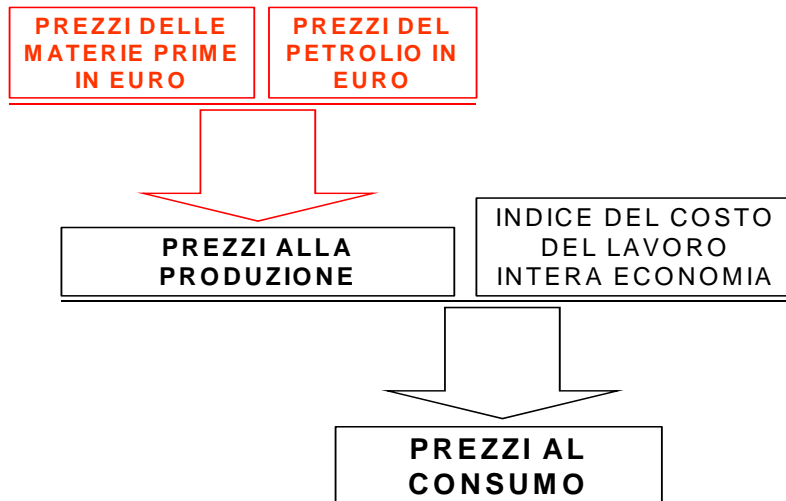 PREZZI DELLE
MATERIE PRIME
IN EURO
PREZZI DEL
PETROLIO IN
EURO
PREZZI ALLA
PRODUZIONE
INDICE DEL COSTO
DEL LAVORO
INTERA ECONOMIA
PREZZI AL
CONSUMO